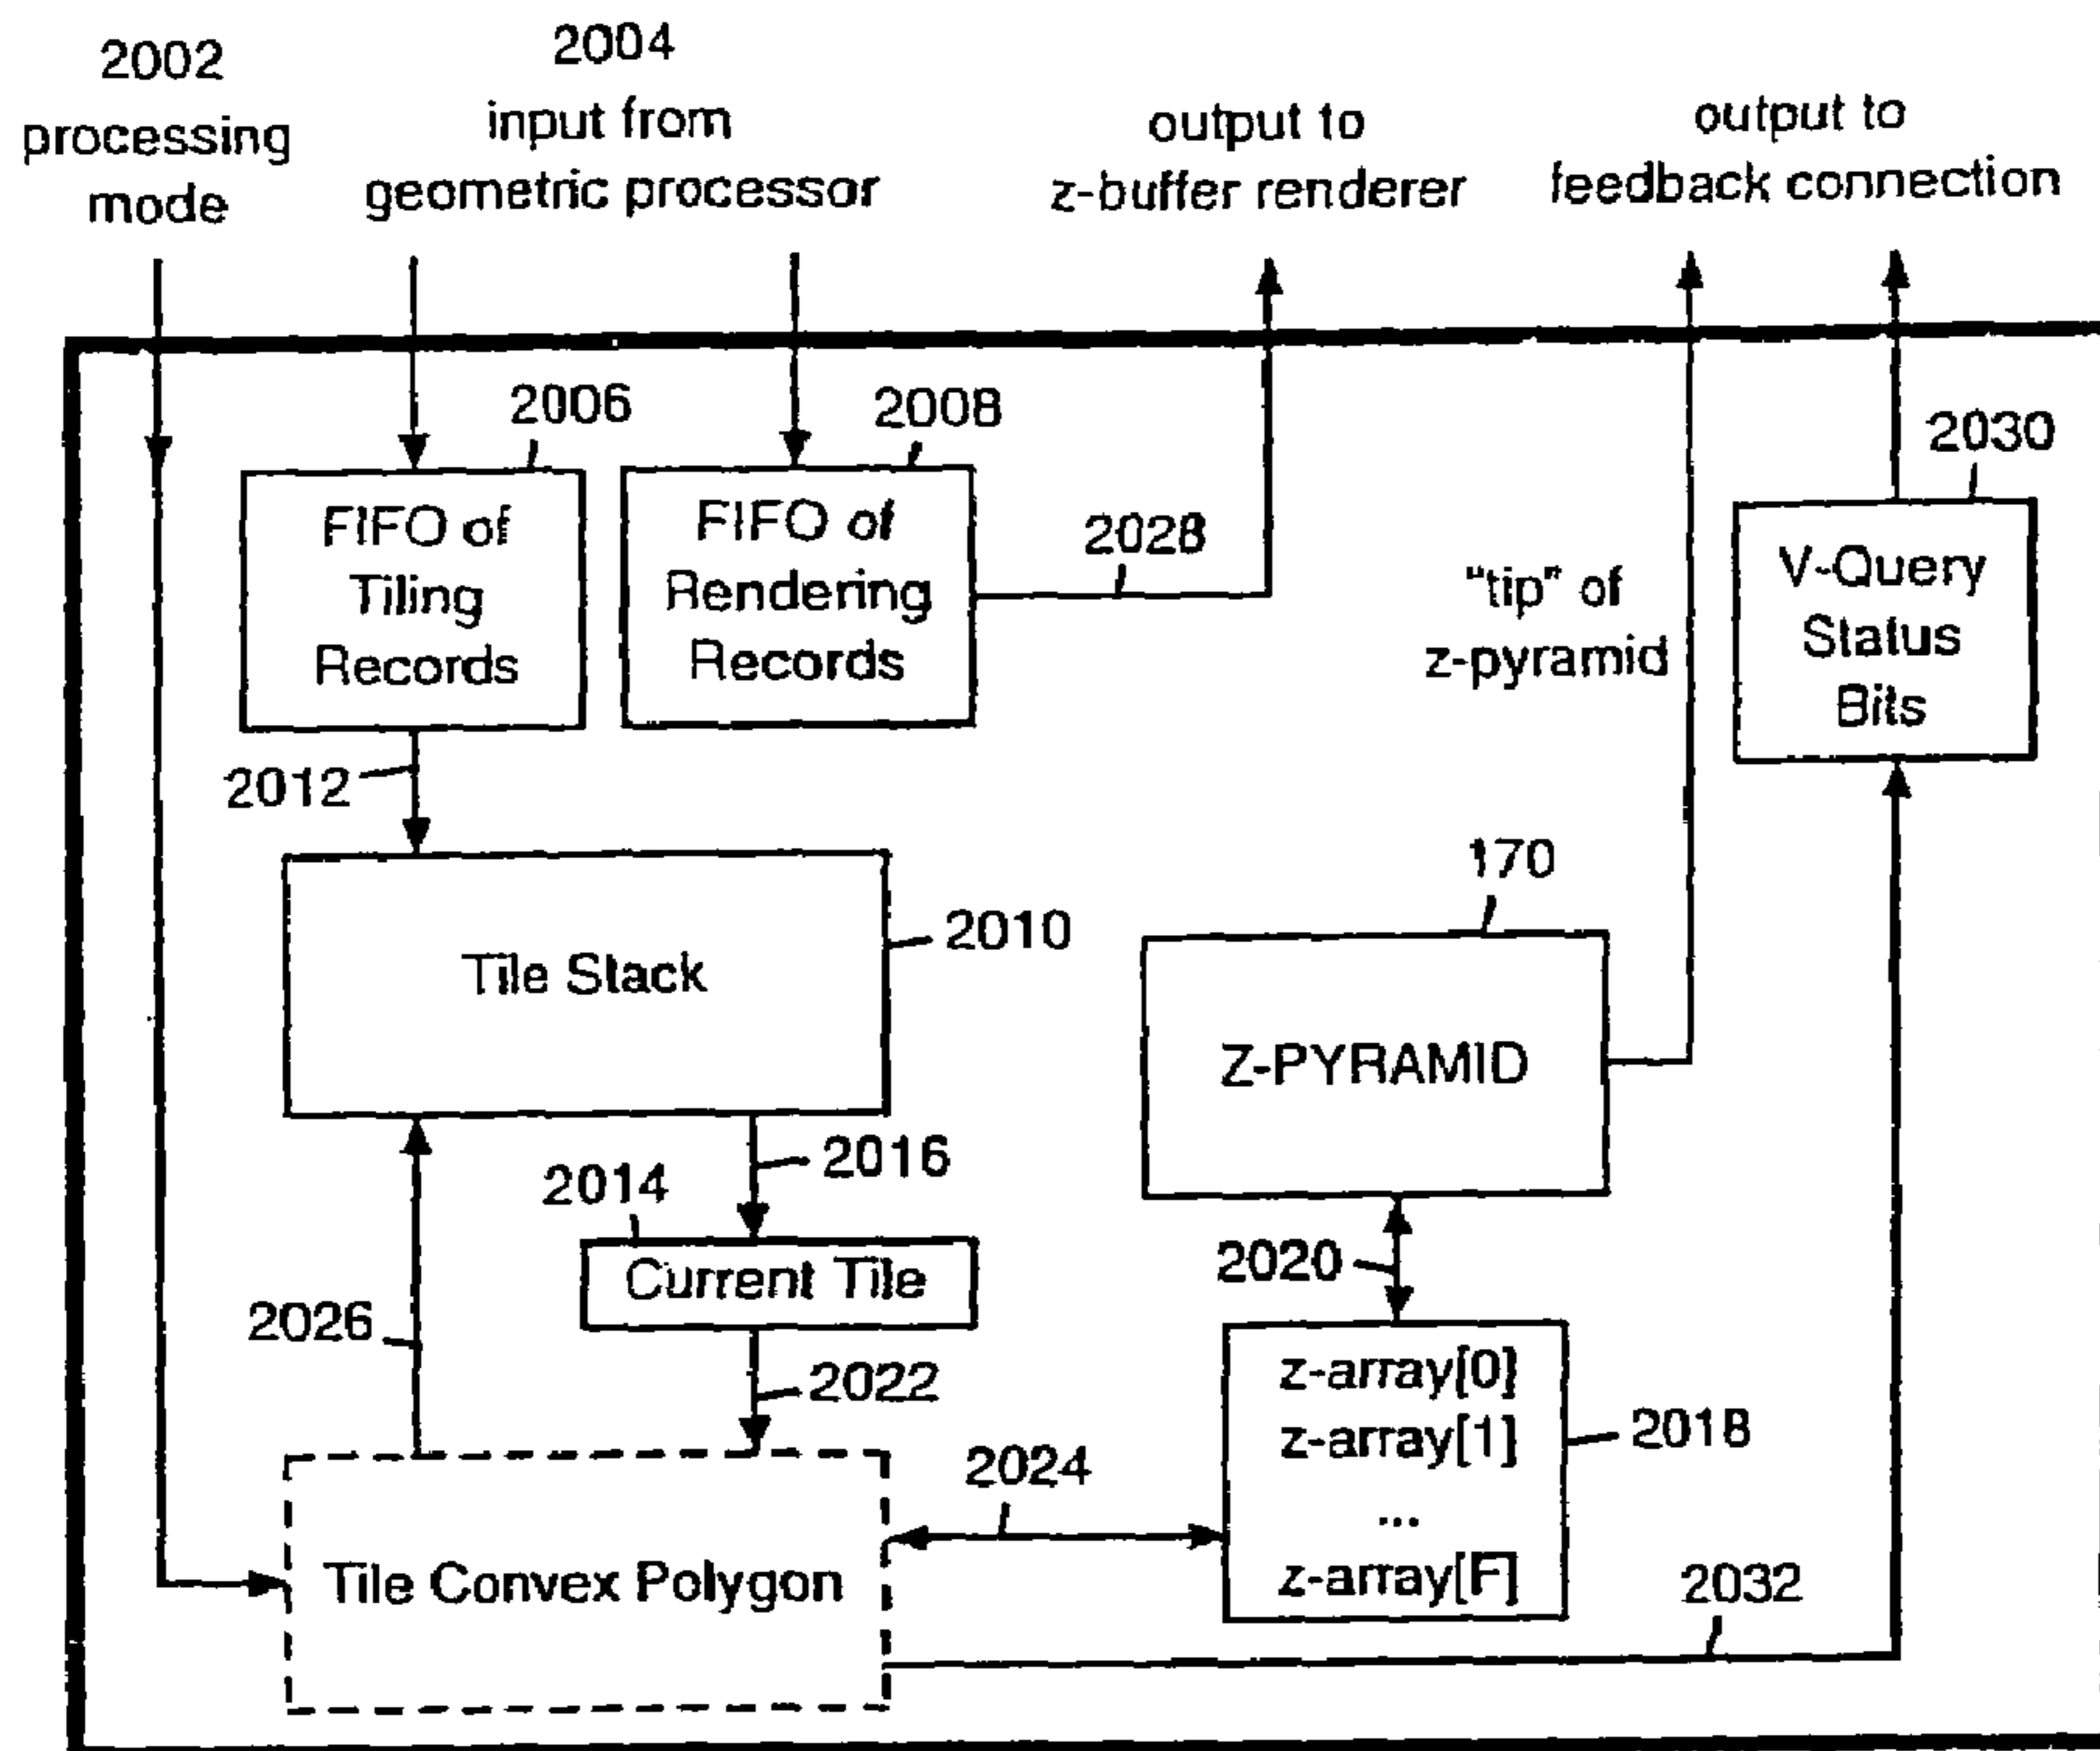 2002
processing
mode
2004
input from
geometric processor
output to
z-buffer renderer
output to
feedback connection
2006
2008
2030
FIFO of
Tiling
Records
FIFO of
Rendering
Records
2028
"tip" of
z-pyramid
V-Query
Status
Bits
2012
170
Tile Stack
2010
Z-PYRAMID
2016
2014
Current Tile
2020
2026
2022
z-array[0]
z-array[1]
...
z-array[F]
2018
2024
Tile Convex Polygon
2032